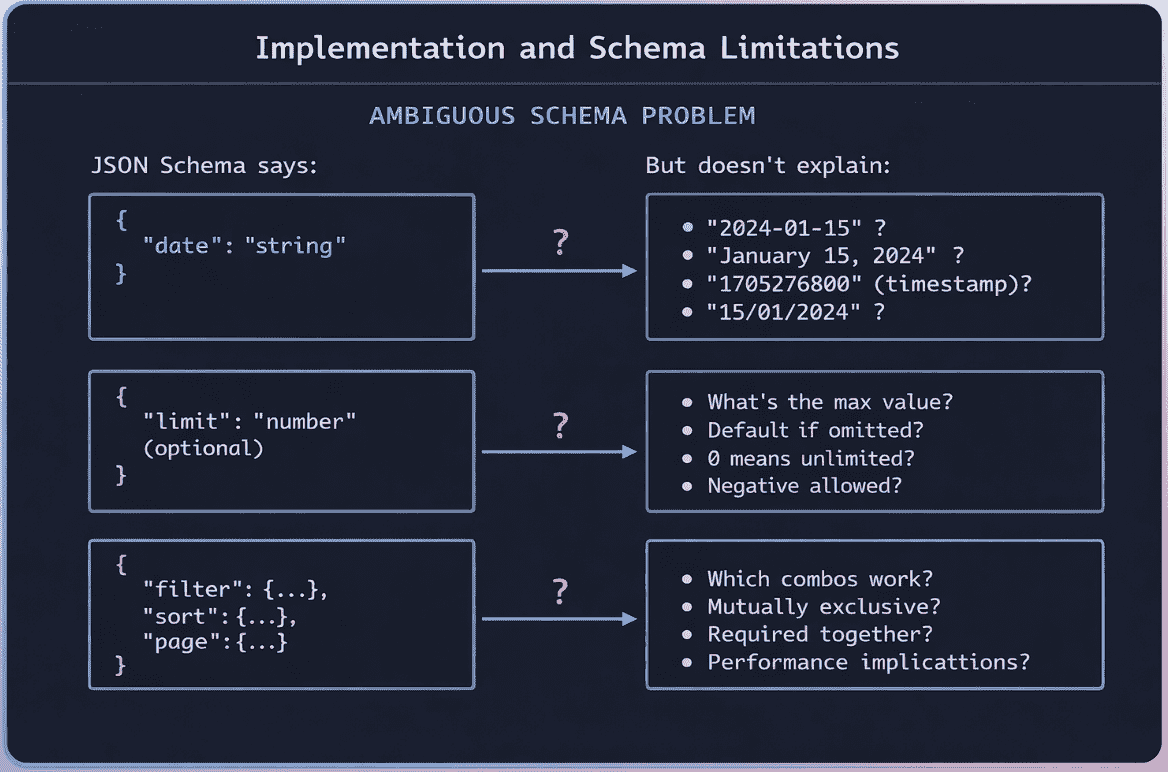 Implementation and Schema Limitations
AMBIGUOUS SCHEMA PROBLEM
JSON Schema says:
{
"date": "string"
}
?
But doesn't explain:
• "2024-01-15" ?
• "January 15, 2024" ?
• "1705276800" (timestamp)?
• "15/01/2024" ?
{
"limit": "number"
(optional)
}
?
• What's the max value?
• Default if omitted?
• 0 means unlimited?
• Negative allowed?
{
"filter": {...},
"sort": {...},
"page": {...}
}
?
• Which combos work?
• Mutually exclusive?
• Required together?
• Performance implicattions?